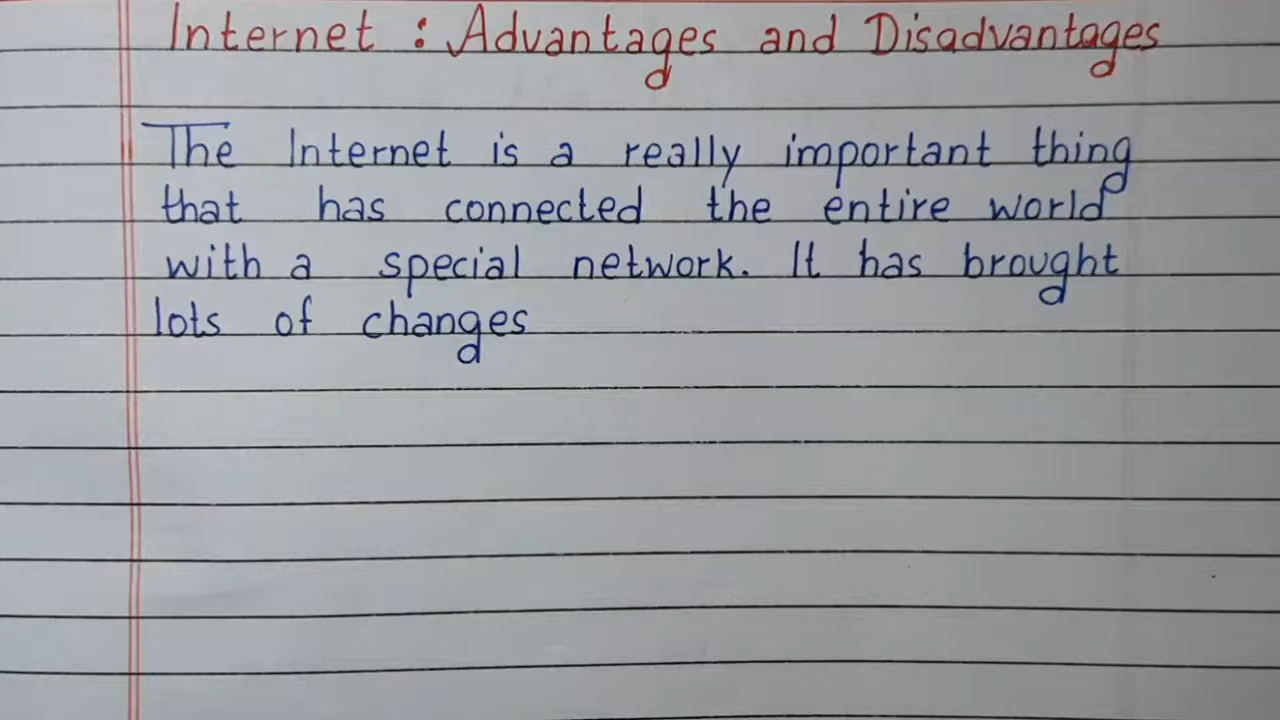 Internet : Advantages and Disadvantages
The Internet is a really important thing
that has connected the entire world
with a special network. It has brought
lots of changes